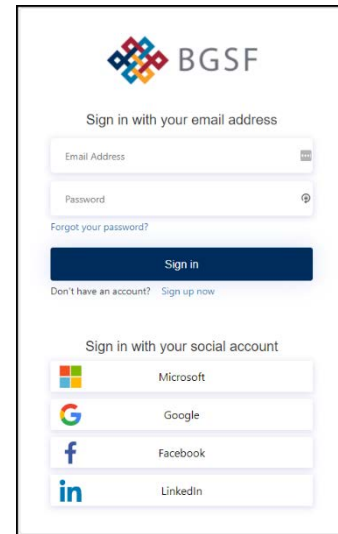 BGSF
Sign in with your email address
Email Address
Password
Forgot your password?
Sign in
Don't have an account? Sign up now
Sign in with your social account
Microsoft
Google
Facebook
LinkedIn